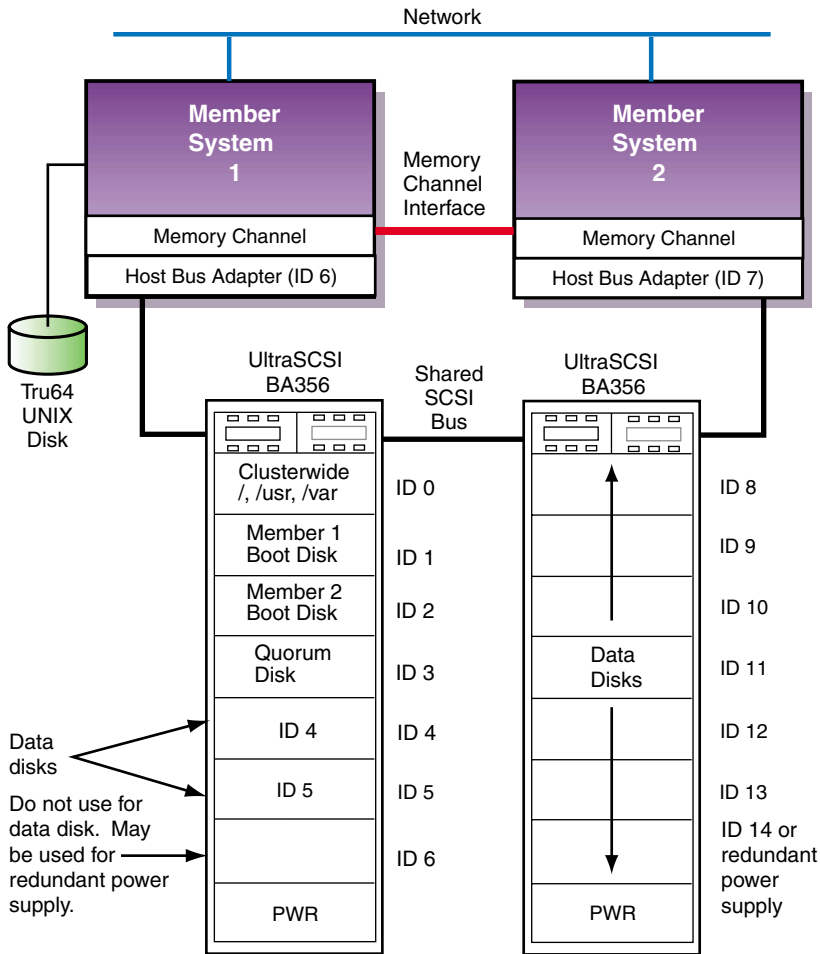 Network
Member
System
1
Member
System
2
Memory
Channel
Interface
Memory Channel
Memory Channel
Host Bus Adapter (ID 6)
Host Bus Adapter (ID 7)
Tru64
UNIX
Disk
UltraSCSI
BA356
Shared
SCSI
Bus
UltraSCSI
BA356
Clusterwide
/, /usr, /var
ID 0
Member 1
Boot Disk
ID 1
Member 2
Boot Disk
ID 2
Quorum
Disk
ID 3
Data
disks
ID 4
ID 4
ID 5
ID 5
Do not use for
data disk. May
be used for
redundant power
supply.
ID 6
PWR
ID 8
ID 9
ID 10
Data
Disks
ID 11
ID 12
ID 13
ID 14 or
redundant
power
supply
PWR